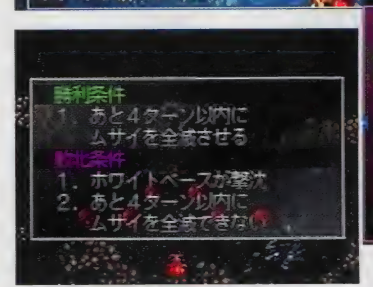 勝利条件
1. あと4ターン以内に
ムサイを全滅させる
敗北条件
1. ホワイトベースが撃沈
2. あと4ターン以内に
ムサイを全滅できない